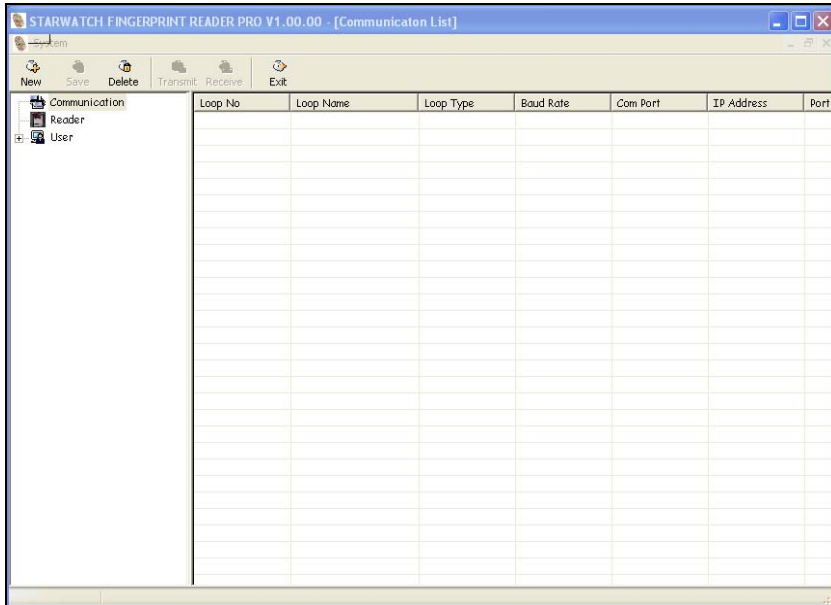 STARWATCH FINGERPRINT READER PRO V1.00.00 - [Communicaton List]
System
New Save Delete Transmit Receive Exit
Communication
Reader
User
Loop No Loop Name Loop Type Baud Rate Com Port IP Address Port